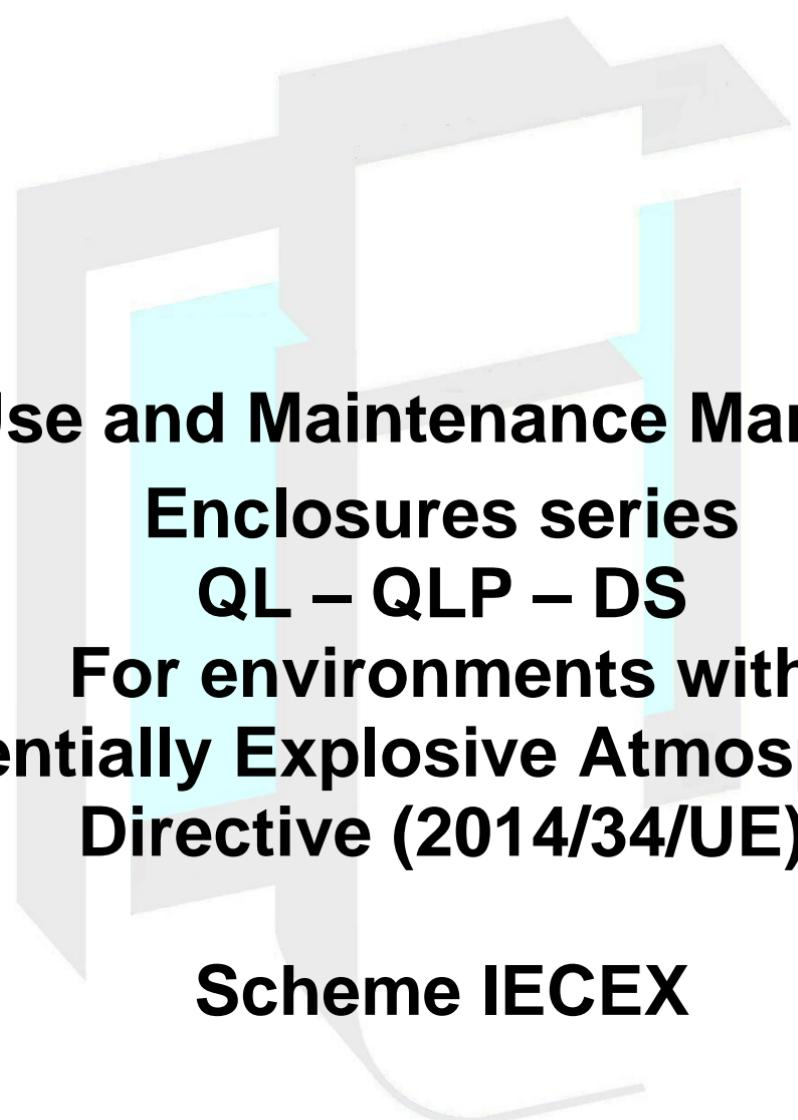 Use and Maintenance Man
Enclosures series
QL – QLP – DS
For environments with
entially Explosive Atmosp
Directive (2014/34/UE)
Scheme IECEX